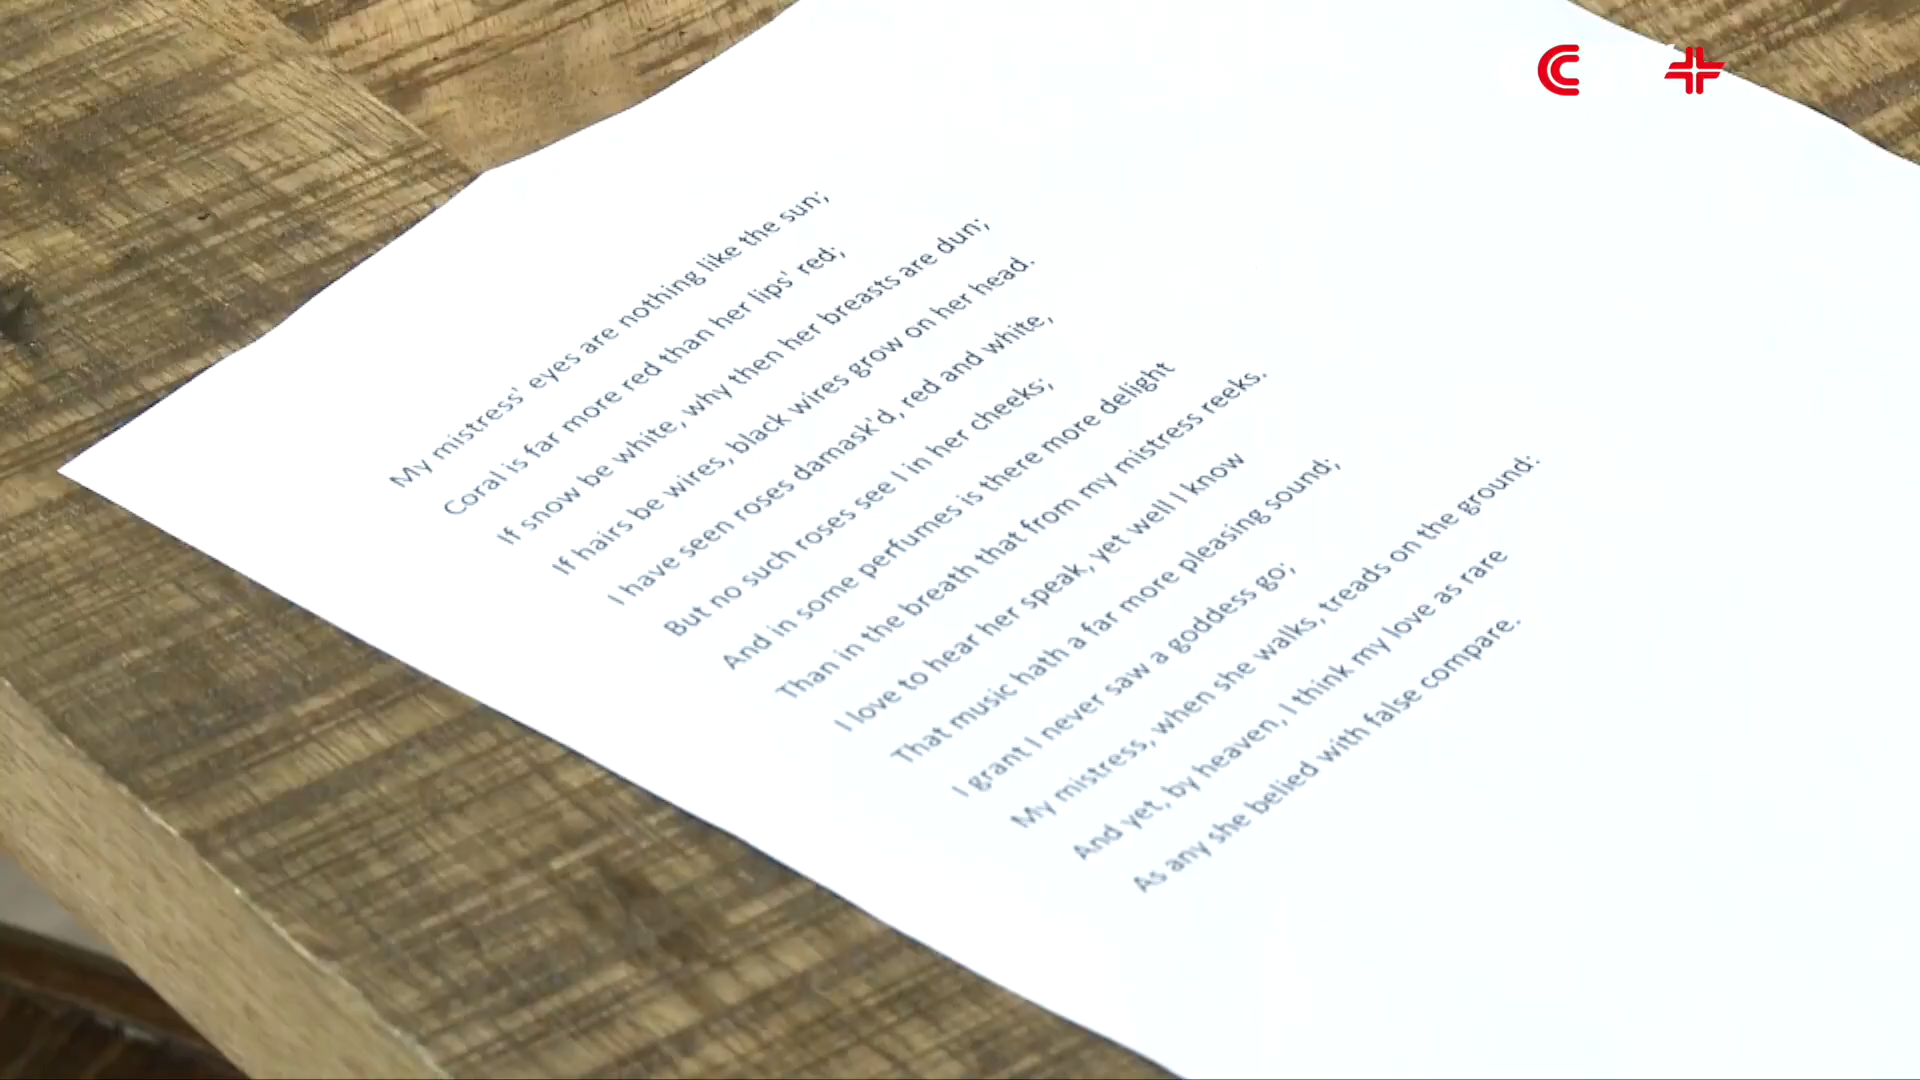 My mistress' eyes are nothing like the sun;
Coral is far more red than her lips' red;
If snow be white, why then her breasts are dun;
If hairs be wires, black wires grow on her head.
I have seen roses damask'd, red and white,
But no such roses see I in her cheeks;
And in some perfumes is there more delight
Than in the breath that from my mistress reeks.
I love to hear her speak, yet well I know
That music hath a far more pleasing sound;
I grant I never saw a goddess go;
My mistress, when she walks, treads on the ground:
And yet, by heaven, I think my love as rare
As any she belied with false compare.